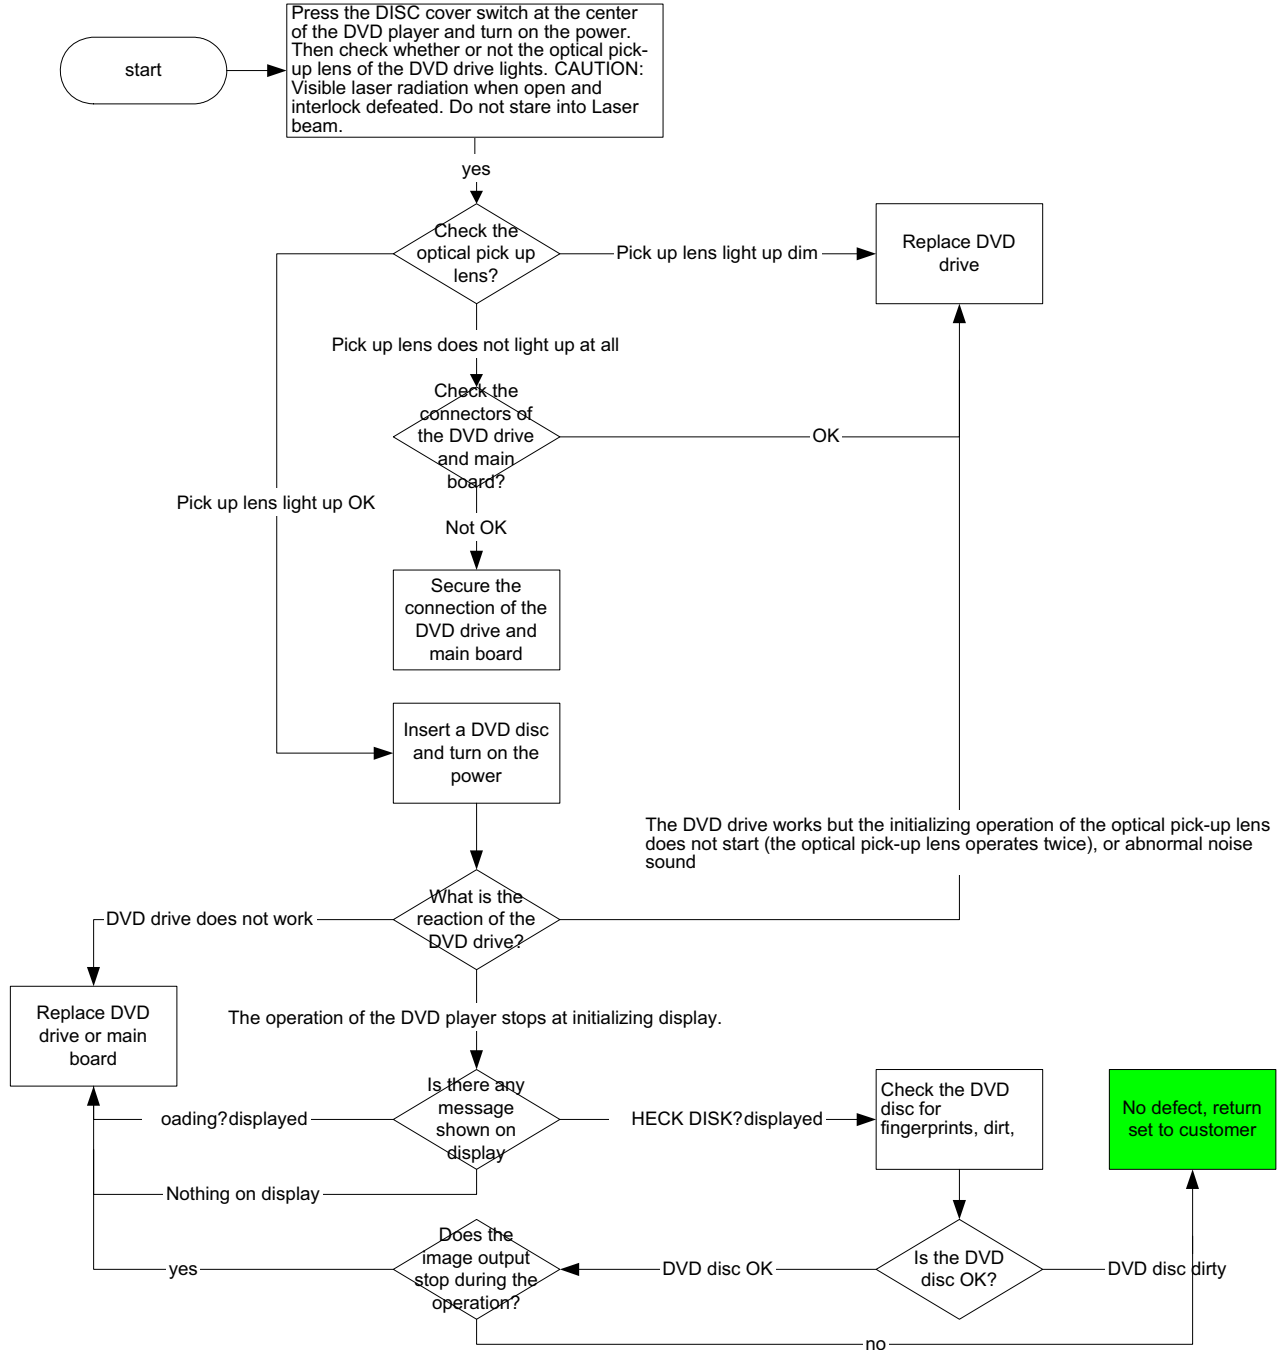 start
Press the DISC cover switch at the center
of the DVD player and turn on the power.
Then check whether or not the optical pick-
up lens of the DVD drive lights. CAUTION:
Visible laser radiation when open and
interlock defeated. Do not stare into Laser
beam.
yes
Check the
optical pick up
lens?
Pick up lens light up dim
Replace DVD
drive
Pick up lens does not light up at all
Check the
connectors of
the DVD drive
and main
board?
OK
Pick up lens light up OK
Not OK
Secure the
connection of the
DVD drive and
main board
Insert a DVD disc
and turn on the
power
The DVD drive works but the initializing operation of the optical pick-up lens
does not start (the optical pick-up lens operates twice), or abnormal noise
sound
What is the
reaction of the
DVD drive?
DVD drive does not work
Replace DVD
drive or main
board
The operation of the DVD player stops at initializing display.
Is there any
message
shown on
display
oading?displayed
HECK DISK?displayed
Check the DVD
disc for
fingerprints, dirt,
No defect, return
set to customer
Nothing on display
Does the
image output
stop during the
operation?
yes
DVD disc OK
Is the DVD
disc OK?
DVD disc dirty
no